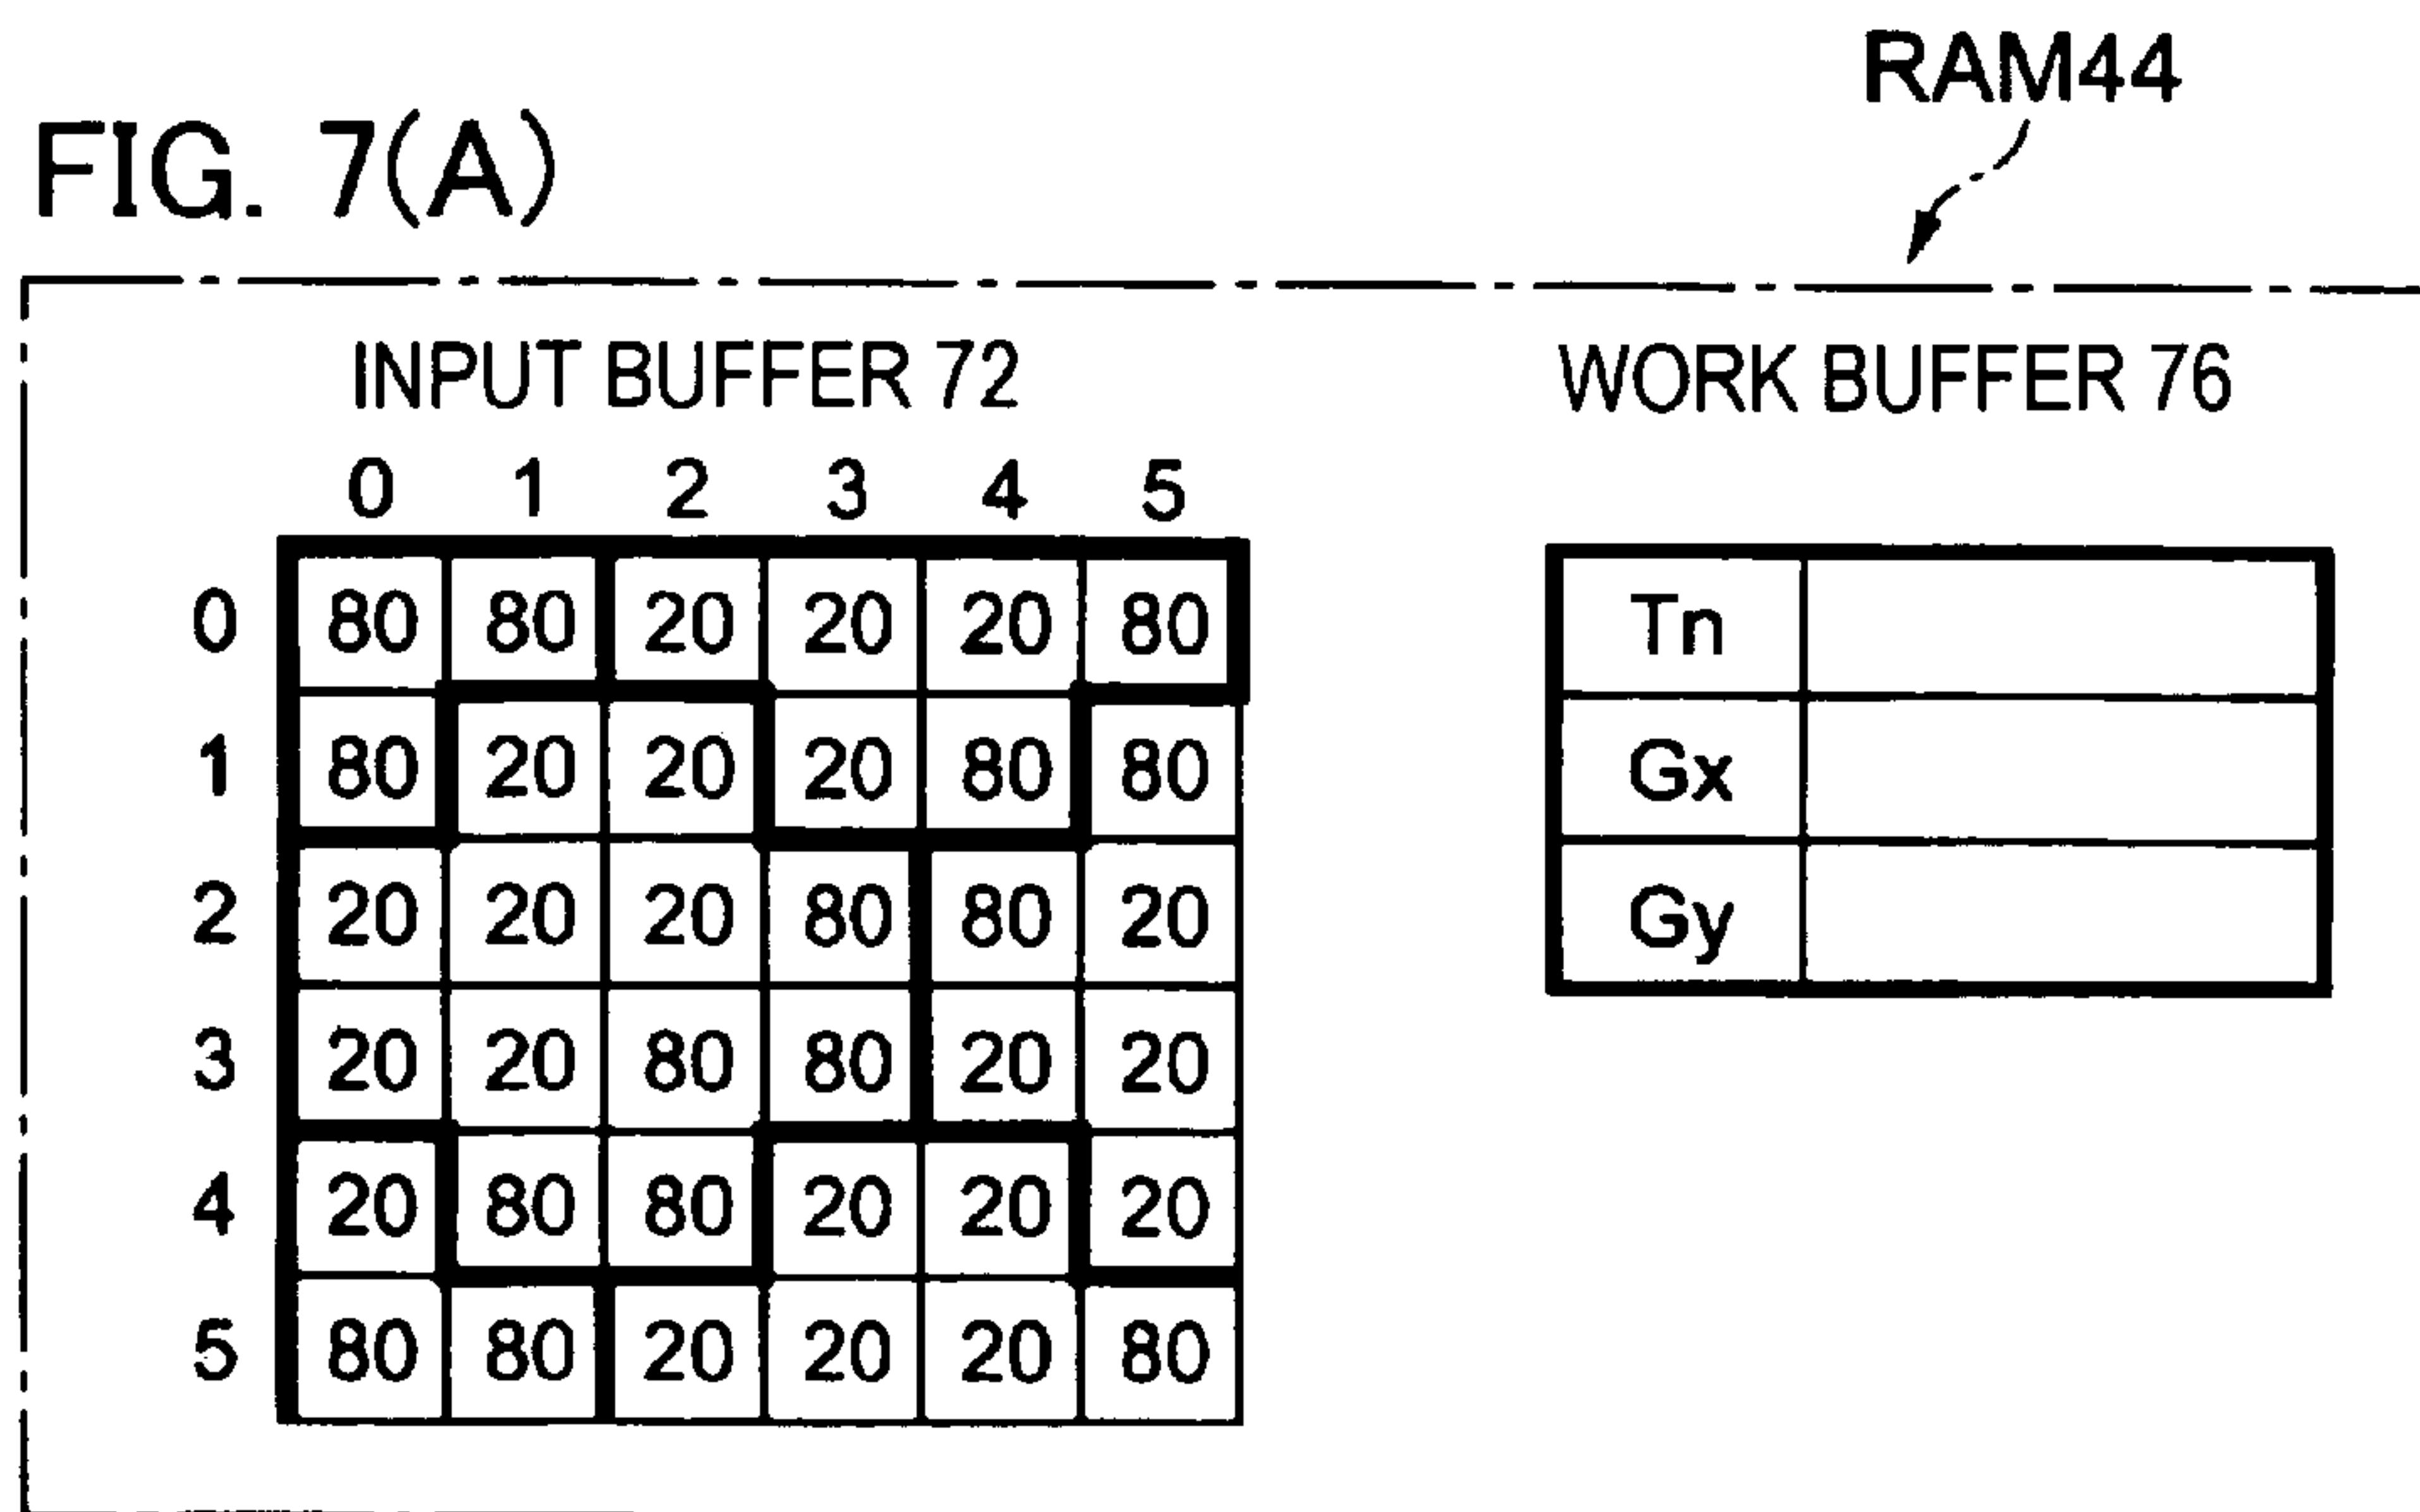 RAM44
FIG. 7(A)
INPUT BUFFER 72
WORK BUFFER 76
0 1 2 3 4 5
0 80 80 20 20 20 80
1 80 20 20 20 80 80
2 20 20 20 80 80 20
3 20 20 80 80 20 20
4 20 80 80 20 20 20
5 80 80 20 20 20 80
Tn
Gx
Gy